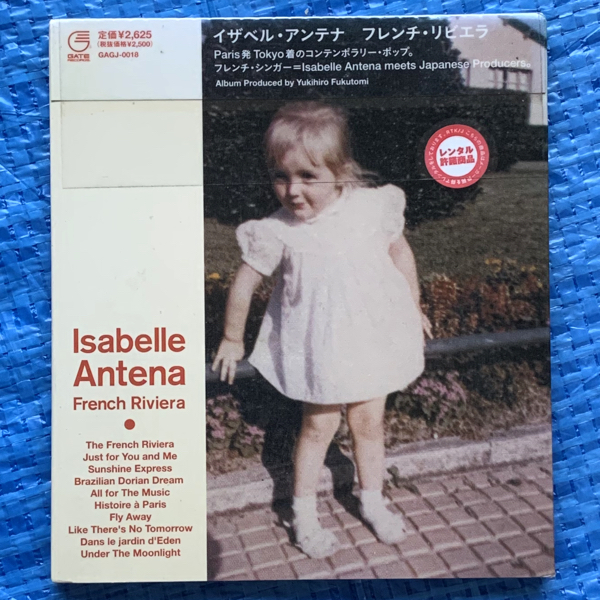 GATE
RECORDS
定価¥2,625
(税抜価格¥2,500)
GAGJ-0018
イザベル・アンテナ フレンチ・リビエラ
Paris発Tokyo着のコンテンポラリー・ポップ。
フレンチ・シンガー=Isabelle Antena meets Japanese Producers。
Album Produced by Yukihiro Fukutomi
レンタル
許諾商品
Isabelle
Antena
French Riviera
The French Riviera
Just for You and Me
Sunshine Express
Brazilian Dorian Dream
All for The Music
Histoire à Paris
Fly Away
Like There's No Tomorrow
Dans le jardin d'Eden
Under The Moonlight